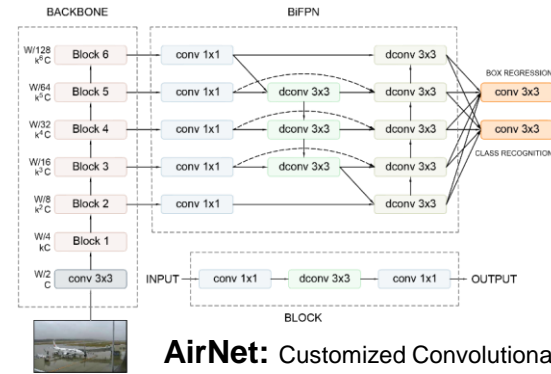 BACKBONE
BiFPN
W/128
k⁶C
Block 6
conv 1x1
dconv 3x3
W/64
k⁵C
Block 5
conv 1x1
dconv 3x3
dconv 3x3
BOX REGRESSION
conv 3x3
W/32
k⁴C
Block 4
conv 1x1
dconv 3x3
dconv 3x3
conv 3x3
CLASS RECOGNITION
W/16
k³C
Block 3
conv 1x1
dconv 3x3
dconv 3x3
W/8
k²C
Block 2
conv 1x1
dconv 3x3
W/4
kC
Block 1
W/2
C
conv 3x3
INPUT
conv 1x1
dconv 3x3
conv 1x1
OUTPUT
BLOCK
AirNet: Customized Convolutiona